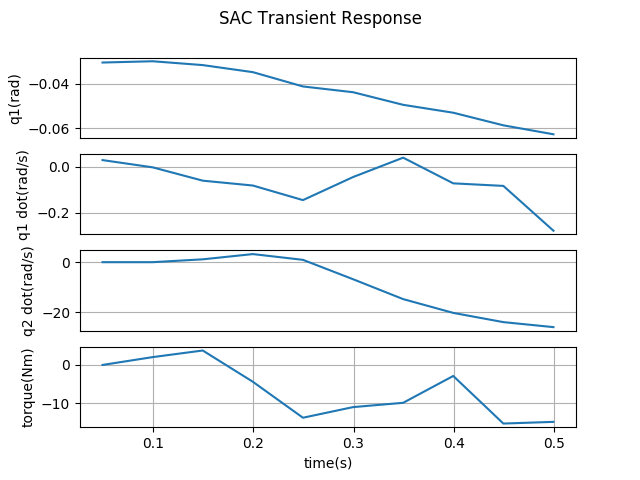 SAC Transient Response
q1(rad)
−0.04
−0.06
q1 dot(rad/s)
0.0
−0.2
q2 dot(rad/s)
0
−20
torque(Nm)
0
−10
0.1 0.2 0.3 0.4 0.5
time(s)